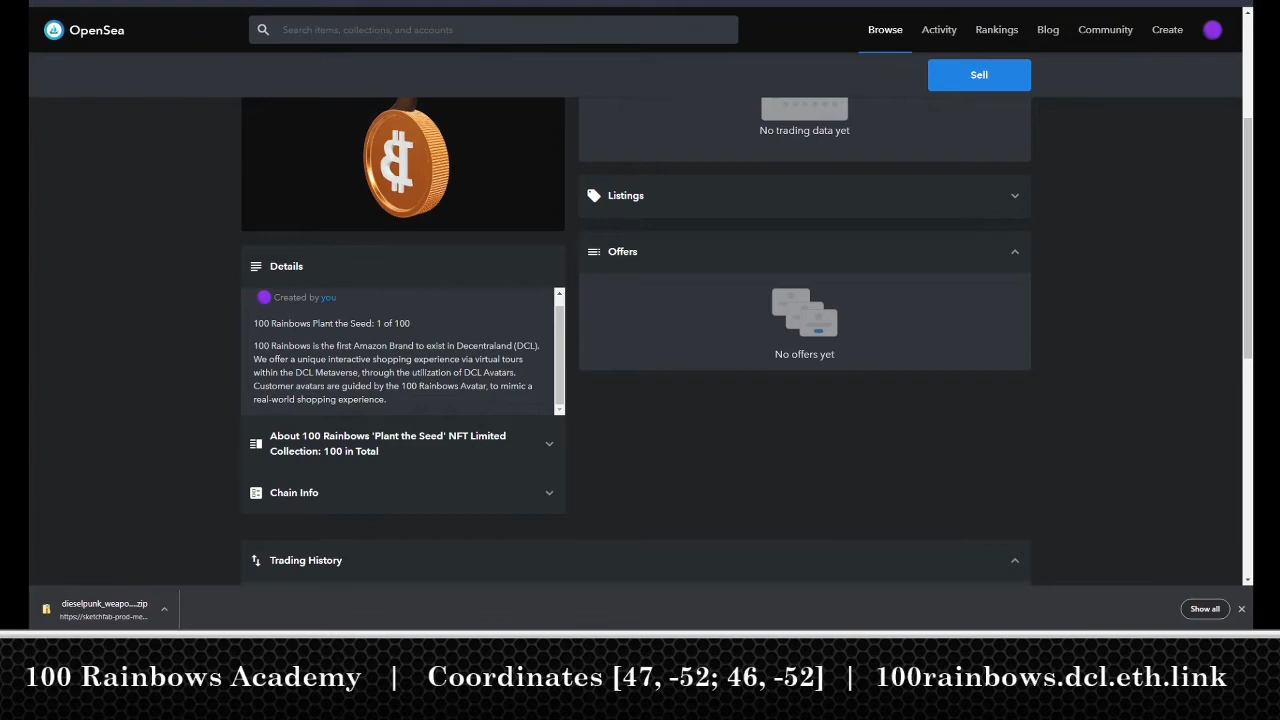 OpenSea
Search items, collections, and accounts
Browse
Activity
Rankings
Blog
Community
Create
Sell
No trading data yet
Listings
Offers
No offers yet
Details
Created by you
100 Rainbows Plant the Seed: 1 of 100
100 Rainbows is the first Amazon Brand to exist in Decentraland (DCL).
We offer a unique interactive shopping experience via virtual tours
within the DCL Metaverse, through the utilization of DCL Avatars.
Customer avatars are guided by the 100 Rainbows Avatar, to mimic a
real-world shopping experience.
About 100 Rainbows 'Plant the Seed' NFT Limited
Collection: 100 in Total
Chain Info
Trading History
dieselpunk_weapo....zip
https://sketchfab-prod-me...
Show all
100 Rainbows Academy | Coordinates [47, -52; 46, -52] | 100rainbows.dcl.eth.link